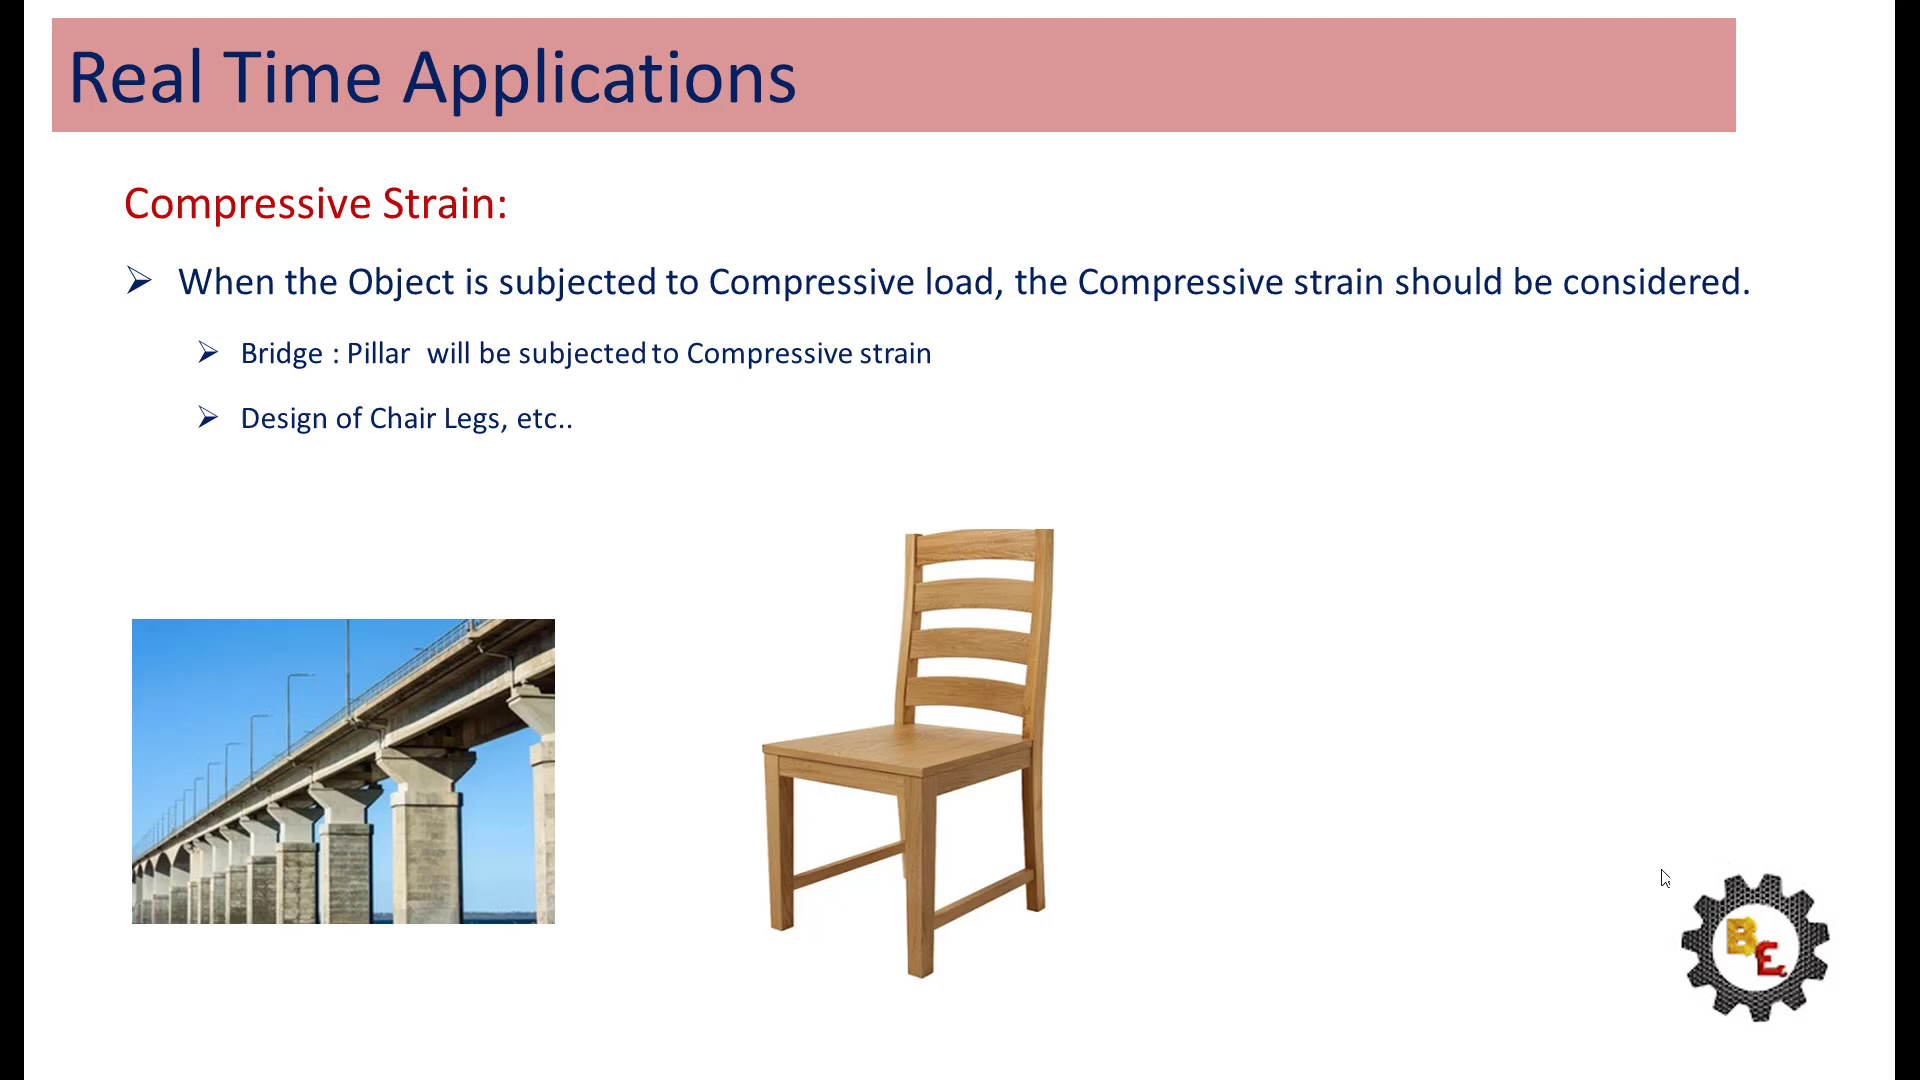 Real Time Applications
Compressive Strain:
When the Object is subjected to Compressive load, the Compressive strain should be considered.
Bridge : Pillar will be subjected to Compressive strain
Design of Chair Legs, etc..
BE